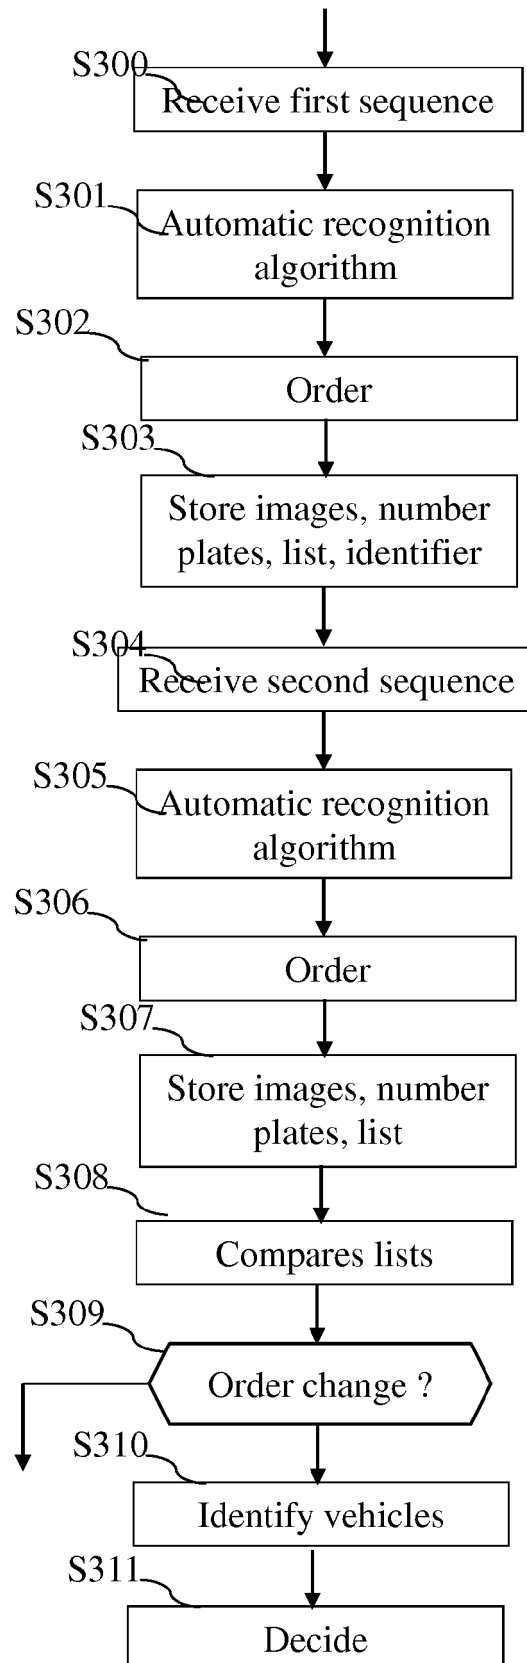 S300
Receive first sequence
S301
Automatic recognition
algorithm
S302
Order
S303
Store images, number
plates, list, identifier
S304
Receive second sequence
S305
Automatic recognition
algorithm
S306
Order
S307
Store images, number
plates, list
S308
Compares lists
S309
Order change ?
S310
Identify vehicles
S311
Decide